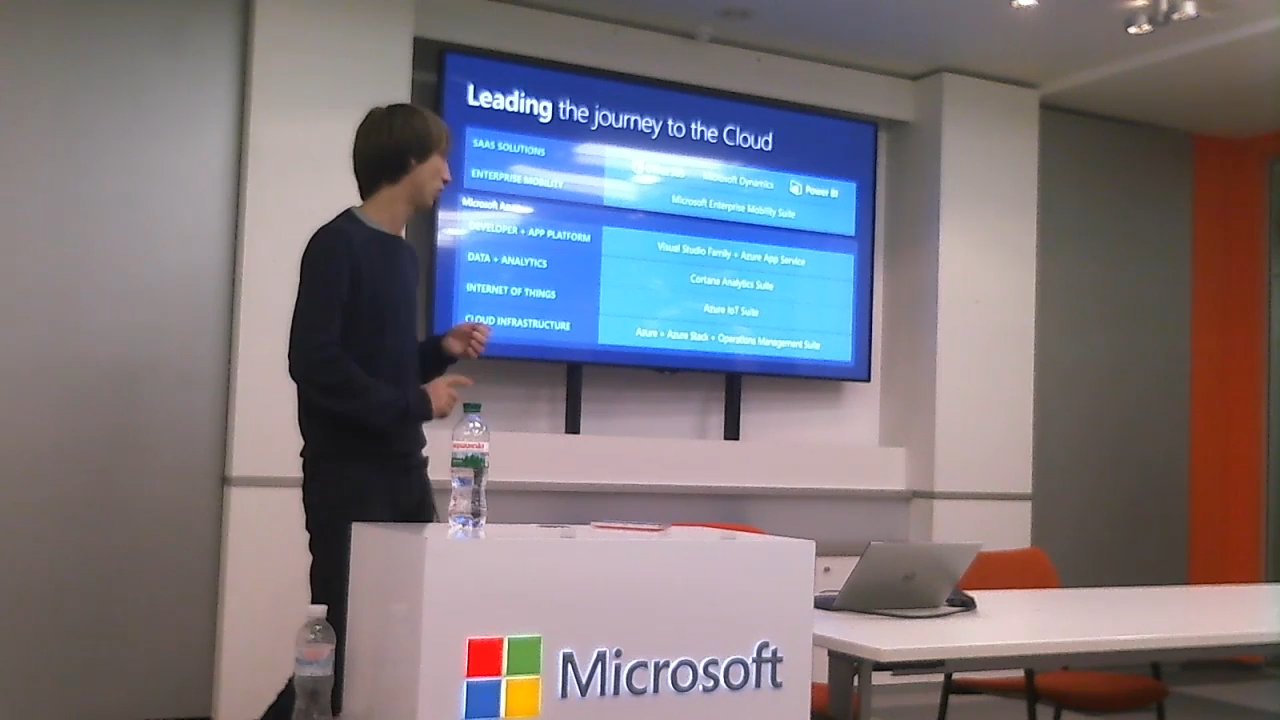 Leading the journey to the Cloud
SAAS SOLUTIONS
Microsoft Dynamics
Power BI
ENTERPRISE MOBILITY
Microsoft Enterprise Mobility Suite
Microsoft Azure
DEVELOPER + APP PLATFORM
Visual Studio Family + Azure App Service
DATA + ANALYTICS
Cortana Analytics Suite
INTERNET OF THINGS
Azure IoT Suite
CLOUD INFRASTRUCTURE
Azure + Azure Stack + Operations Management Suite
Microsoft